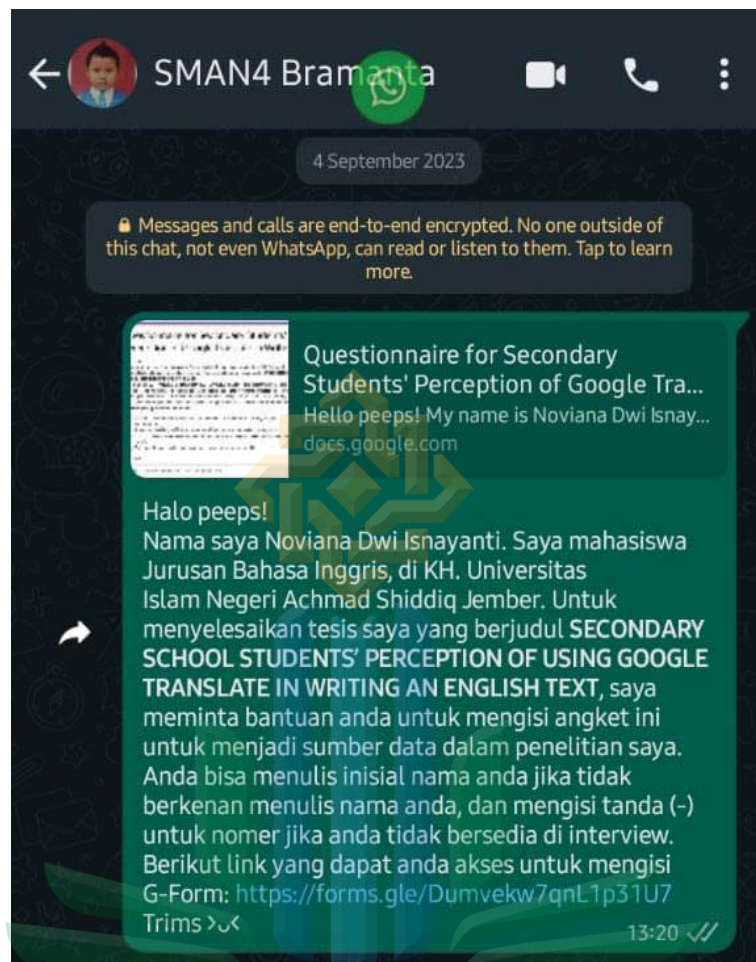 SMAN4 Bramanta
4 September 2023
Messages and calls are end-to-end encrypted. No one outside of
this chat, not even WhatsApp, can read or listen to them. Tap to learn
more.
Questionnaire for Secondary
Students' Perception of Google Tra...
Hello peeps! My name is Noviana Dwi Isnay...
docs.google.com
Halo peeps!
Nama saya Noviana Dwi Isnayanti. Saya mahasiswa
Jurusan Bahasa Inggris, di KH. Universitas
Islam Negeri Achmad Shiddiq Jember. Untuk
menyelesaikan tesis saya yang berjudul SECONDARY
SCHOOL STUDENTS' PERCEPTION OF USING GOOGLE
TRANSLATE IN WRITING AN ENGLISH TEXT, saya
meminta bantuan anda untuk mengisi angket ini
untuk menjadi sumber data dalam penelitian saya.
Anda bisa menulis inisial nama anda jika tidak
berkenan menulis nama anda, dan mengisi tanda (-)
untuk nomer jika anda tidak bersedia di interview.
Berikut link yang dapat anda akses untuk mengisi
G-Form: https://forms.gle/Dumvekw7qnL1p31U7
Trims >⌣<
13:20